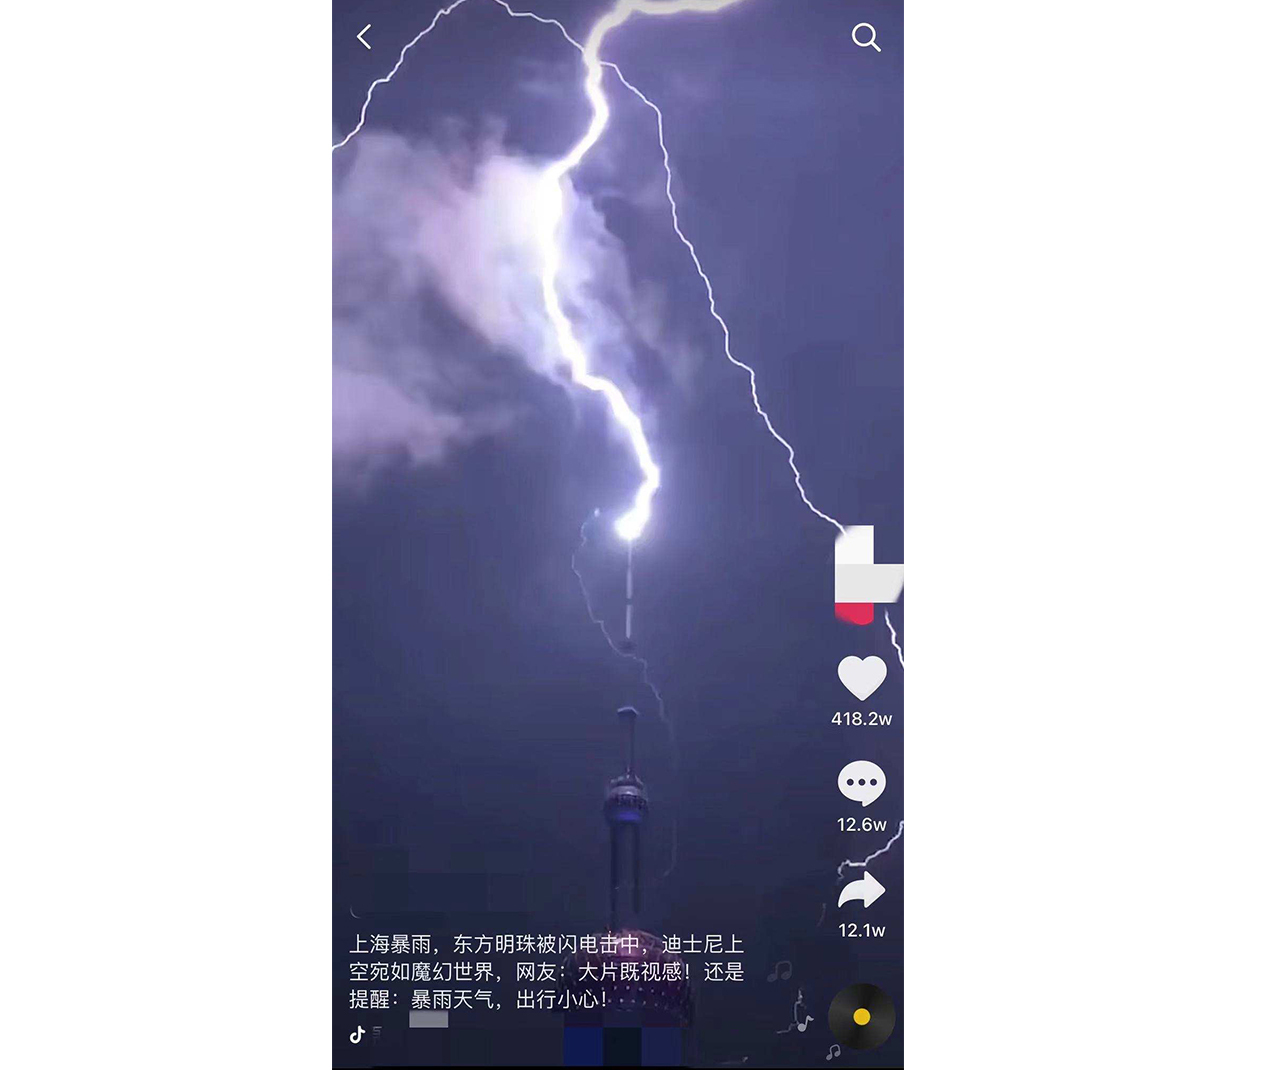 418.2w
12.6w
12.1w
上海暴雨，东方明珠被闪电击中，迪士尼上
空宛如魔幻世界，网友：大片既视感！还是
提醒：暴雨天气，出行小心！